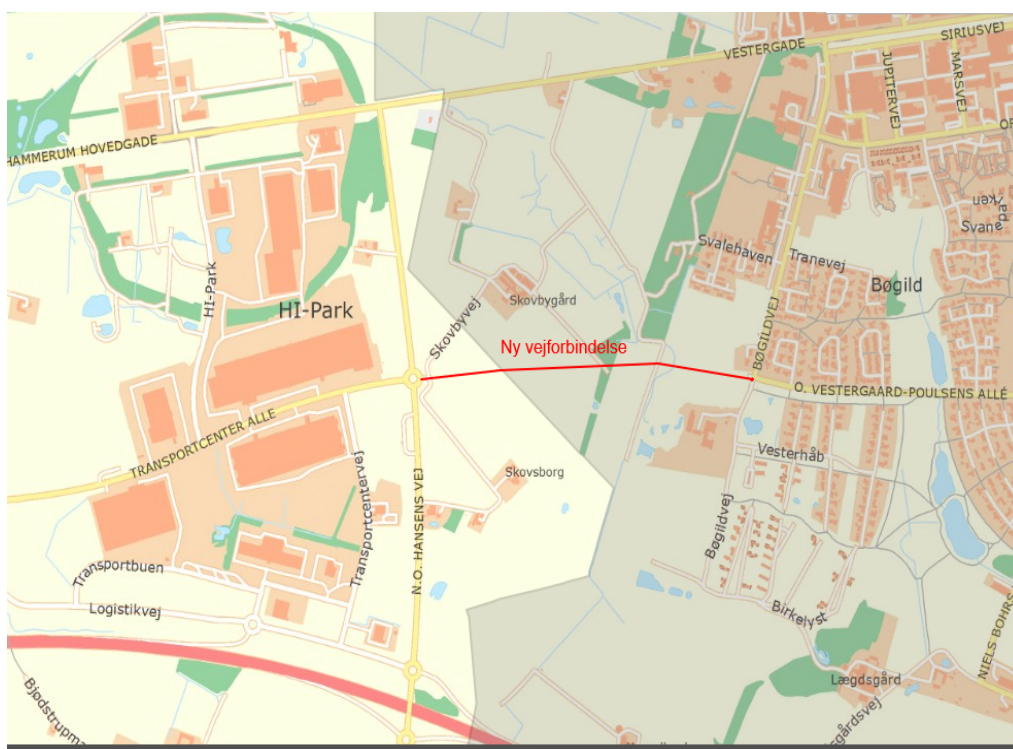 SIRIUSVEJ
VESTERGADE
JUPITERVEJ
MARSVEJ
HAMMERUM HOVEDGADE
Svalehaven
Tranevej
Bøgild
HI-Park
HI-Park
Skovbygård
Skovbyvej
Ny vejforbindelse
BØGILDVEJ
O. VESTERGAARD-POULSENS ALLÉ
TRANSPORTCENTER ALLE
Vesterhåb
Skovsborg
Transportcentervej
N.O. HANSENS VEJ
Bøgildvej
Transportbuen
Logistikvej
Birkelyst
NIELS BOHRS
Lægdsgård